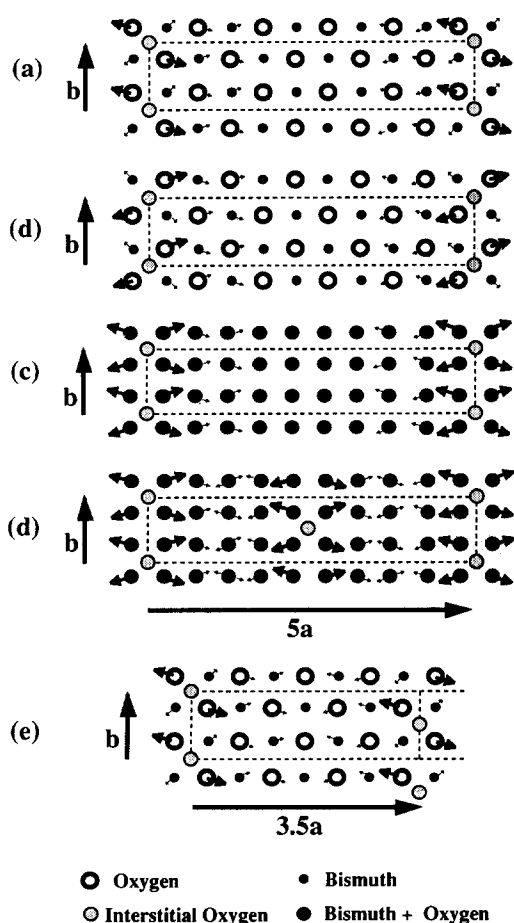 (a)
b
(d)
b
(c)
b
(d)
b
5a
(e)
b
3.5a
Oxygen
Bismuth
Interstitial Oxygen
Bismuth + Oxygen